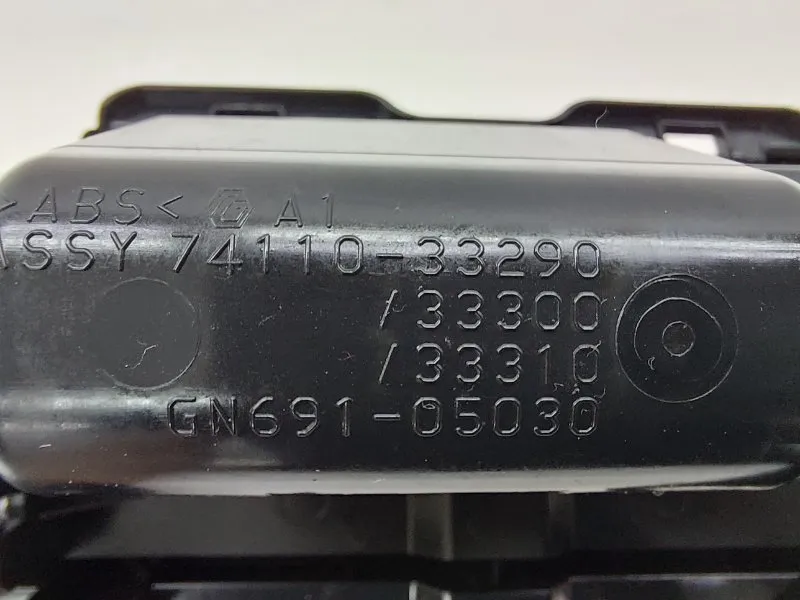 >ABS< A1
ASSY 74110-33290
/33300
/33310
GN691-05030